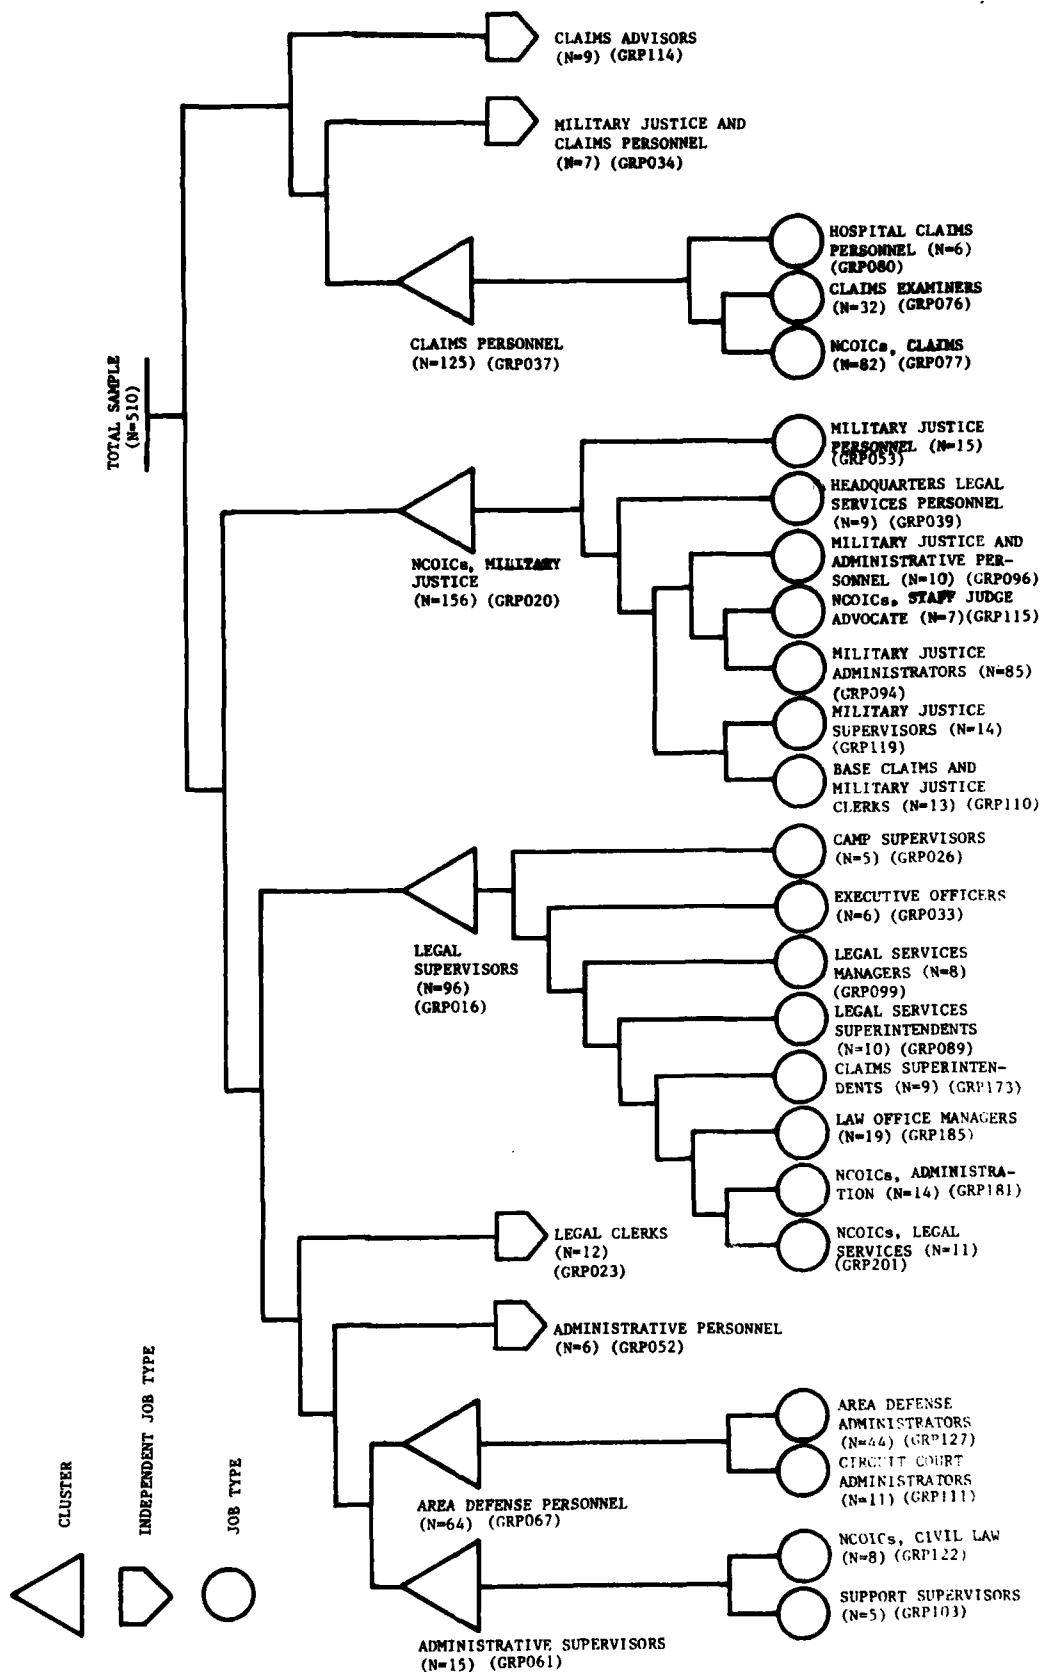 CLAIMS ADVISORS
(N=9) (GRP114)
MILITARY JUSTICE AND
CLAIMS PERSONNEL
(N=7) (GRP034)
HOSPITAL CLAIMS
PERSONNEL (N=6)
(GRP080)
CLAIMS EXAMINERS
(N=32) (GRP076)
NCOICs, CLAIMS
(N=82) (GRP077)
CLAIMS PERSONNEL
(N=125) (GRP037)
TOTAL SAMPLE
(N=510)
MILITARY JUSTICE
PERSONNEL (N=15)
(GRP053)
HEADQUARTERS LEGAL
SERVICES PERSONNEL
(N=9) (GRP039)
MILITARY JUSTICE AND
ADMINISTRATIVE PER-
SONNEL (N=10) (GRP096)
NCOICs, STAFF JUDGE
ADVOCATE (N=7)(GRP115)
MILITARY JUSTICE
ADMINISTRATORS (N=85)
(GRP094)
MILITARY JUSTICE
SUPERVISORS (N=14)
(GRP119)
BASE CLAIMS AND
MILITARY JUSTICE
CLERKS (N=13) (GRP110)
NCOICs, MILITARY
JUSTICE
(N=156) (GRP020)
CAMP SUPERVISORS
(N=5) (GRP026)
EXECUTIVE OFFICERS
(N=6) (GRP033)
LEGAL SERVICES
MANAGERS (N=8)
(GRP099)
LEGAL SERVICES
SUPERINTENDENTS
(N=10) (GRP089)
CLAIMS SUPERINTEN-
DENTS (N=9) (GRP173)
LAW OFFICE MANAGERS
(N=19) (GRP185)
NCOICs, ADMINISTRA-
TION (N=14) (GRP181)
NCOICs, LEGAL
SERVICES (N=11)
(GRP201)
LEGAL
SUPERVISORS
(N=96)
(GRP016)
LEGAL CLERKS
(N=12)
(GRP023)
ADMINISTRATIVE PERSONNEL
(N=6) (GRP052)
AREA DEFENSE
ADMINISTRATORS
(N=44) (GRP127)
CIRCUIT COURT
ADMINISTRATORS
(N=11) (GRP111)
AREA DEFENSE PERSONNEL
(N=64) (GRP067)
NCOICs, CIVIL LAW
(N=8) (GRP122)
SUPPORT SUPERVISORS
(N=5) (GRP103)
ADMINISTRATIVE SUPERVISORS
(N=15) (GRP061)
CLUSTER
INDEPENDENT JOB TYPE
JOB TYPE